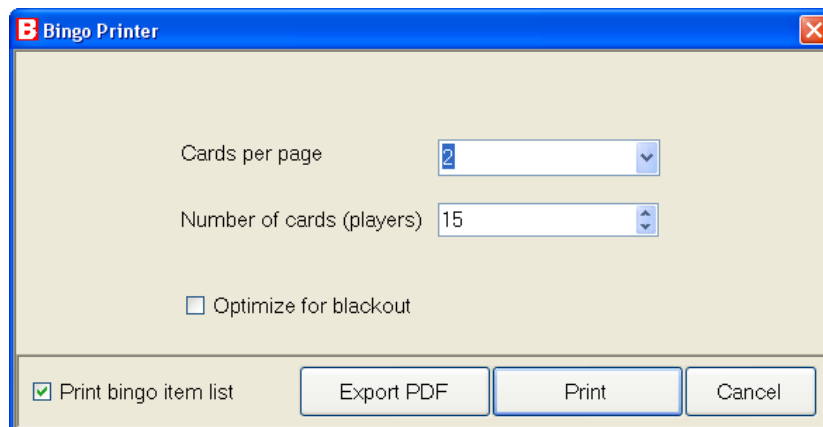 B Bingo Printer
Cards per page 2
Number of cards (players) 15
Optimize for blackout
Print bingo item list Export PDF Print Cancel